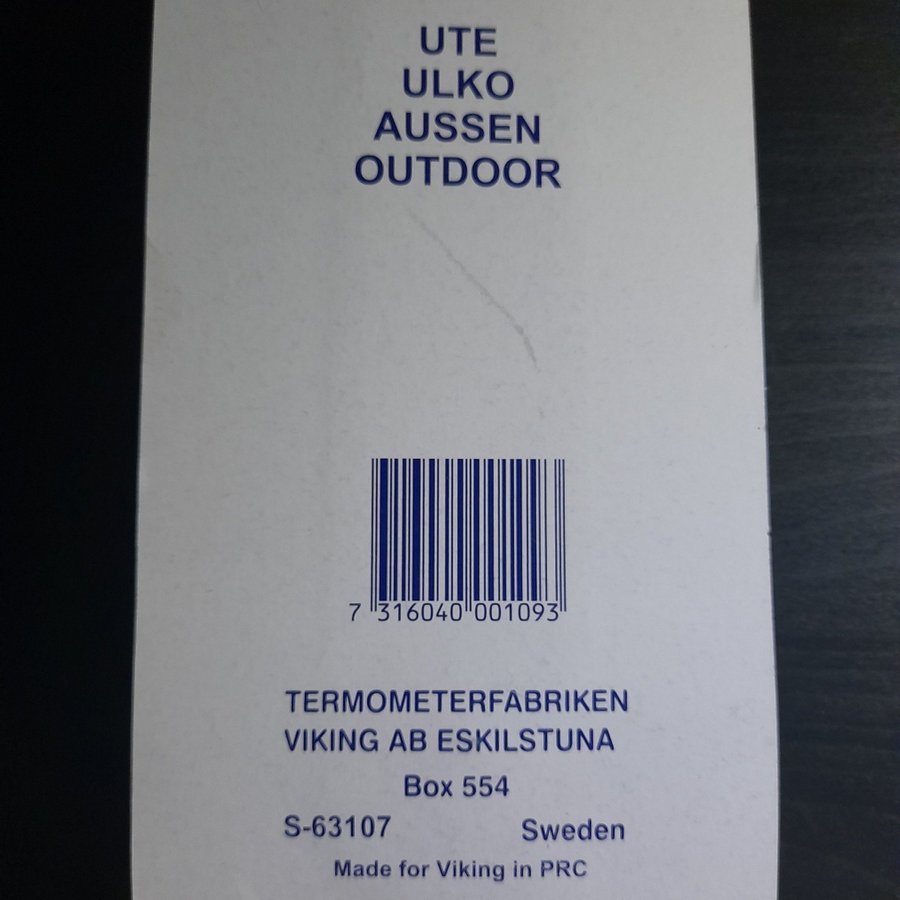 UTE
ULKO
AUSSEN
OUTDOOR
7 316040 001093
TERMOMETERFABRIKEN
VIKING AB ESKILSTUNA
Box 554
S-63107 Sweden
Made for Viking in PRC